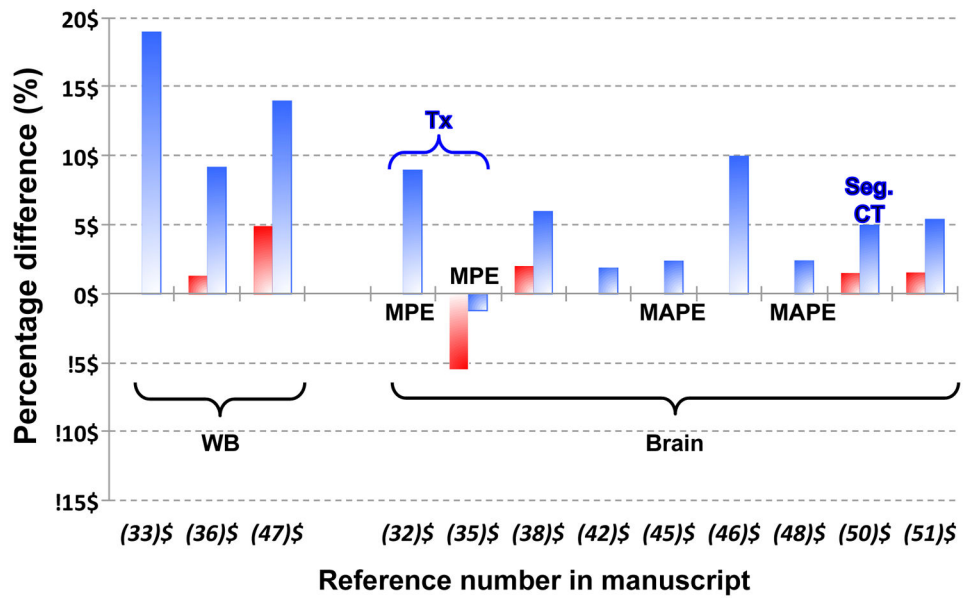 20$
15$
10$
5$
0$
!5$
!10$
!15$
Percentage difference (%)
Tx
Seg.
CT
MPE
MPE
MAPE
MAPE
WB
Brain
(33)$ (36)$ (47)$ (32)$ (35)$ (38)$ (42)$ (45)$ (46)$ (48)$ (50)$ (51)$
Reference number in manuscript